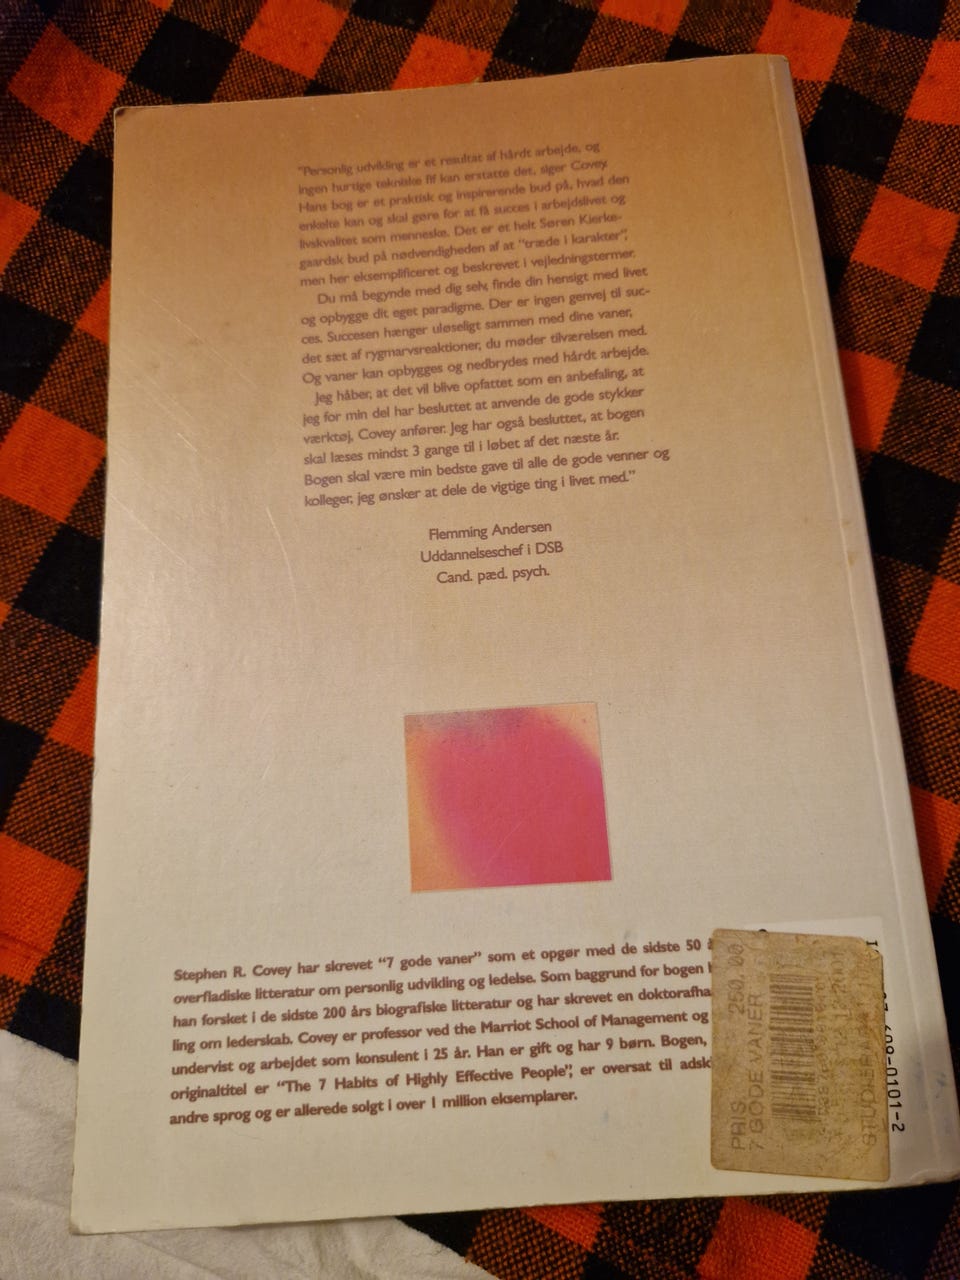 "Personlig udvikling er et resultat af hårdt arbejde, og
ingen hurtige tekniske fif kan erstatte det, siger Covey.
Hans bog er et praktisk og inspirerende bud på, hvad den
enkelte kan og skal gøre for at få succes i arbejdslivet og
livskvalitet som menneske. Det er et helt Søren Kierke-
gaardsk bud på nødvendigheden af at "træde i karakter",
men her eksemplificeret og beskrevet i vejledningstermer.
Du må begynde med dig selv, finde din hensigt med livet
og opbygge dit eget paradigme. Der er ingen genvej til suc-
ces. Succesen hænger uløseligt sammen med dine vaner,
det sæt af rygmarvsreaktioner, du møder tilværelsen med.
Og vaner kan opbygges og nedbrydes med hårdt arbejde.
Jeg håber, at det vil blive opfattet som en anbefaling, at
jeg for min del har besluttet at anvende de gode stykker
værktøj, Covey anfører. Jeg har også besluttet, at bogen
skal læses mindst 3 gange til i løbet af det næste år.
Bogen skal være min bedste gave til alle de gode venner og
kolleger, jeg ønsker at dele de vigtige ting i livet med."
Flemming Andersen
Uddannelseschef i DSB
Cand. pæd. psych.
Stephen R. Covey har skrevet "7 gode vaner" som et opgør med de sidste 50
overfladiske litteratur om personlig udvikling og ledelse. Som baggrund for bogen
han forsket i de sidste 200 års biografiske litteratur og har skrevet en doktorafha
ling om lederskab. Covey er professor ved the Marriot School of Management og
undervist og arbejdet som konsulent i 25 år. Han er gift og har 9 børn. Bogen,
originaltitel er "The 7 Habits of Highly Effective People", er oversat til adski
andre sprog og er allerede solgt i over 1 million eksemplarer.
PRIS 250,00
7 GODE VANER
609-0101-2